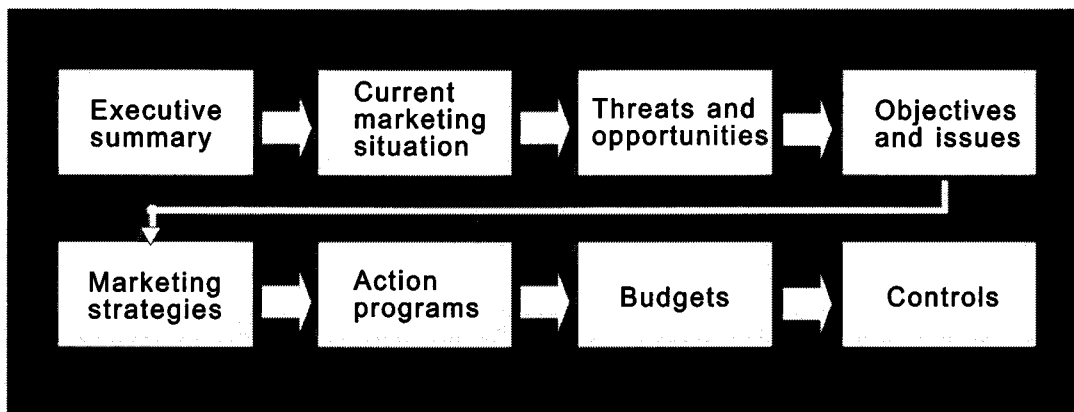 Executive
summary
Current
marketing
situation
Threats and
opportunities
Objectives
and issues
Marketing
strategies
Action
programs
Budgets
Controls